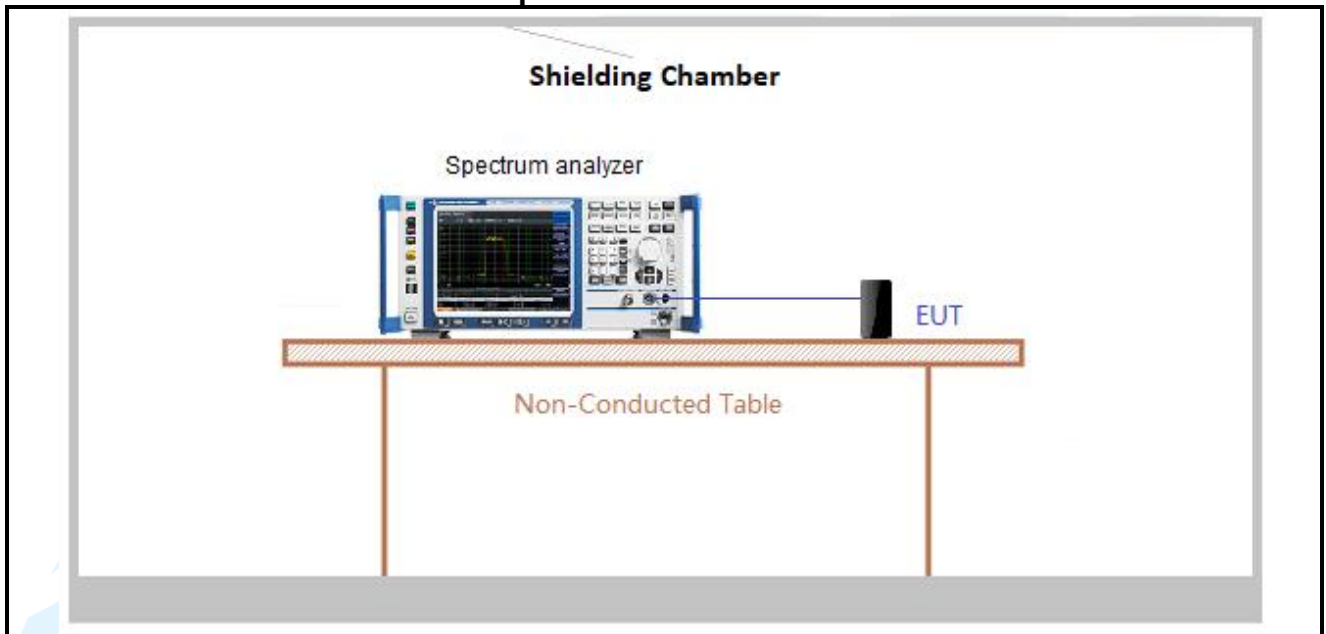 Shielding Chamber
Spectrum analyzer
EUT
Non-Conducted Table